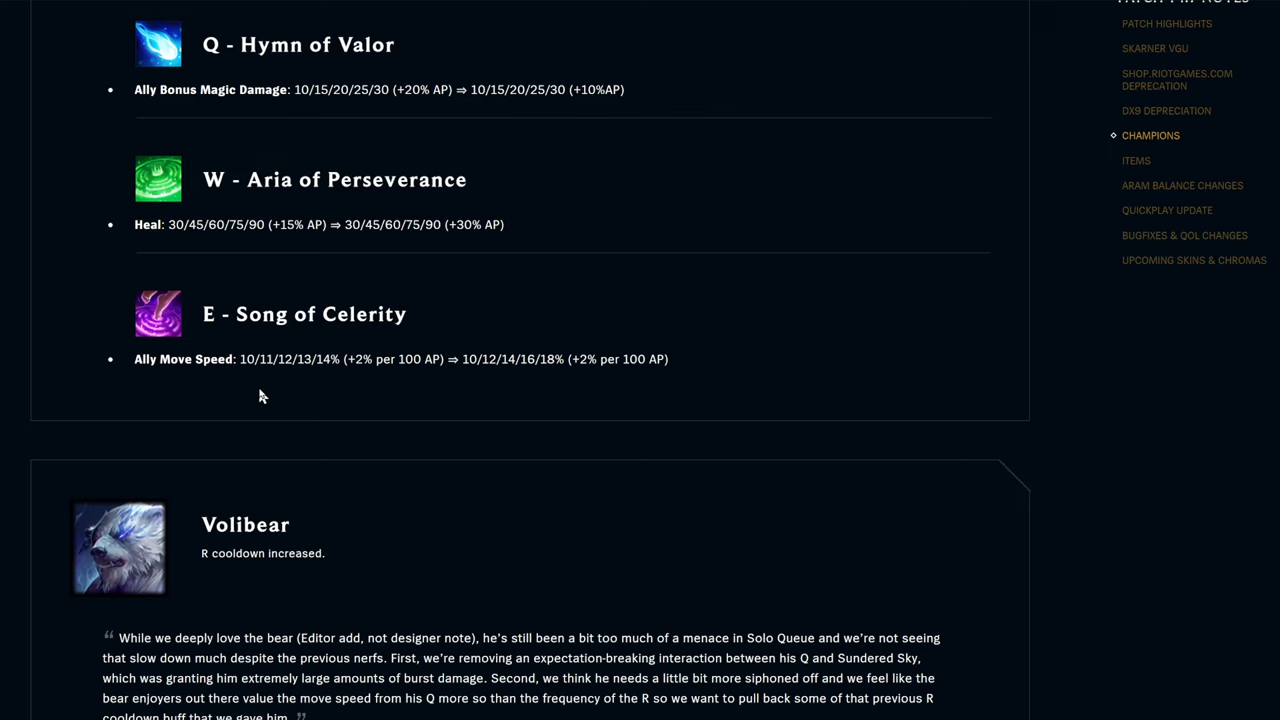 Q - Hymn of Valor
Ally Bonus Magic Damage: 10/15/20/25/30 (+20% AP) ⇒ 10/15/20/25/30 (+10%AP)
W - Aria of Perseverance
Heal: 30/45/60/75/90 (+15% AP) ⇒ 30/45/60/75/90 (+30% AP)
E - Song of Celerity
Ally Move Speed: 10/11/12/13/14% (+2% per 100 AP) ⇒ 10/12/14/16/18% (+2% per 100 AP)
Volibear
R cooldown increased.
“ While we deeply love the bear (Editor add, not designer note), he's still been a bit too much of a menace in Solo Queue and we're not seeing
that slow down much despite the previous nerfs. First, we're removing an expectation-breaking interaction between his Q and Sundered Sky,
which was granting him extremely large amounts of burst damage. Second, we think he needs a little bit more siphoned off and we feel like the
bear enjoyers out there value the move speed from his Q more so than the frequency of the R so we want to pull back some of that previous R
cooldown buff that we gave him. ”
PATCH HIGHLIGHTS
SKARNER VGU
SHOP.RIOTGAMES.COM
DEPRECATION
DX9 DEPRECIATION
CHAMPIONS
ITEMS
ARAM BALANCE CHANGES
QUICKPLAY UPDATE
BUGFIXES & QOL CHANGES
UPCOMING SKINS & CHROMAS